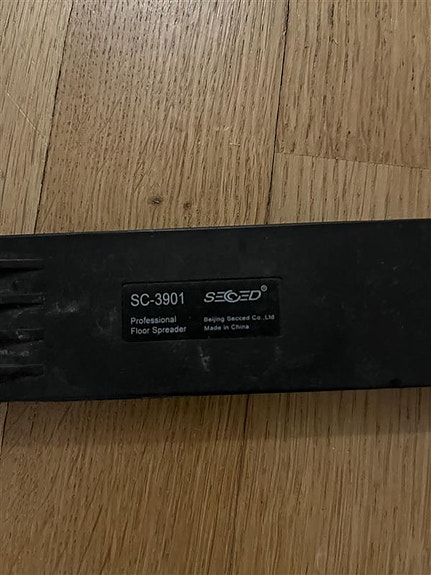 SC-3901 SECCED®
Professional
Floor Spreader
Beijing Secced Co.,Ltd
Made in China